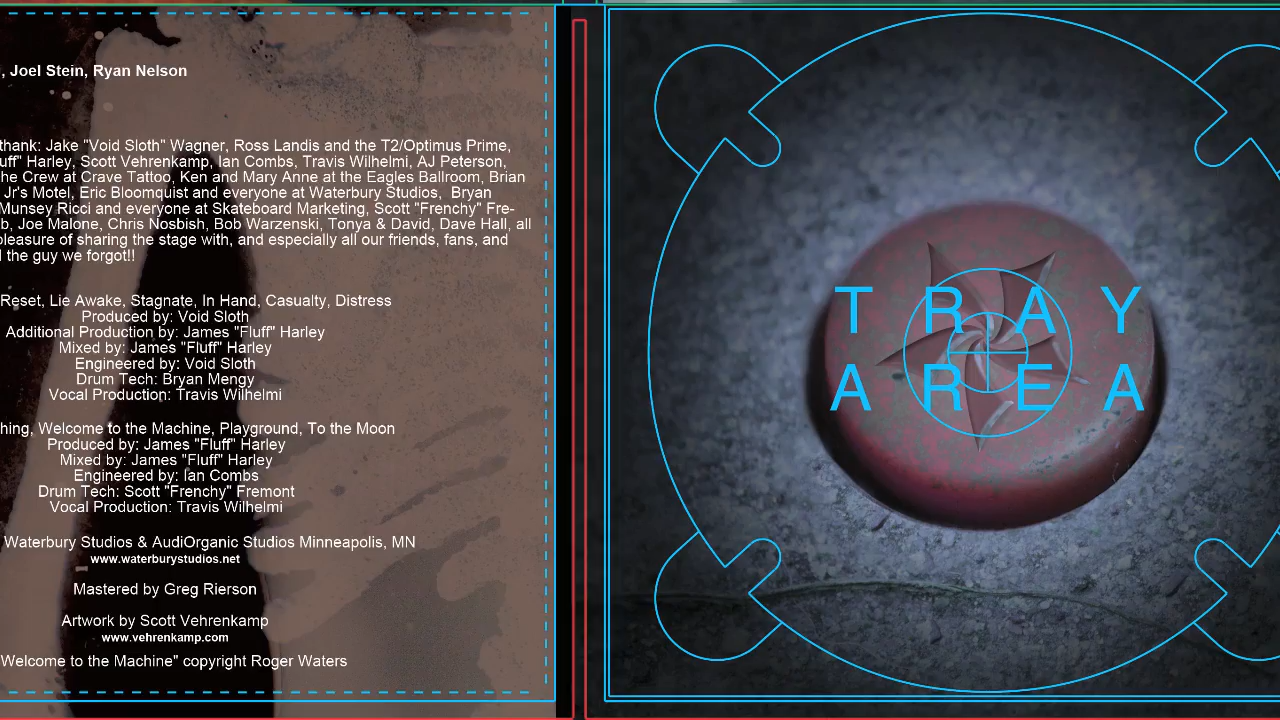 , Joel Stein, Ryan Nelson
thank: Jake "Void Sloth" Wagner, Ross Landis and the T2/Optimus Prime,
uff" Harley, Scott Vehrenkamp, Ian Combs, Travis Wilhelmi, AJ Peterson,
he Crew at Crave Tattoo, Ken and Mary Anne at the Eagles Ballroom, Brian
Jr's Motel, Eric Bloomquist and everyone at Waterbury Studios, Bryan
Munsey Ricci and everyone at Skateboard Marketing, Scott "Frenchy" Fre-
b, Joe Malone, Chris Nosbish, Bob Warzenski, Tonya & David, Dave Hall, all
pleasure of sharing the stage with, and especially all our friends, fans, and
the guy we forgot!!
Reset, Lie Awake, Stagnate, In Hand, Casualty, Distress
Produced by: Void Sloth
Additional Production by: James "Fluff" Harley
Mixed by: James "Fluff" Harley
Engineered by: Void Sloth
Drum Tech: Bryan Mengy
Vocal Production: Travis Wilhelmi
hing, Welcome to the Machine, Playground, To the Moon
Produced by: James "Fluff" Harley
Mixed by: James "Fluff" Harley
Engineered by: Ian Combs
Drum Tech: Scott "Frenchy" Fremont
Vocal Production: Travis Wilhelmi
Waterbury Studios & AudiOrganic Studios Minneapolis, MN
www.waterburystudios.net
Mastered by Greg Rierson
Artwork by Scott Vehrenkamp
www.vehrenkamp.com
Welcome to the Machine" copyright Roger Waters
TRAY
AREA